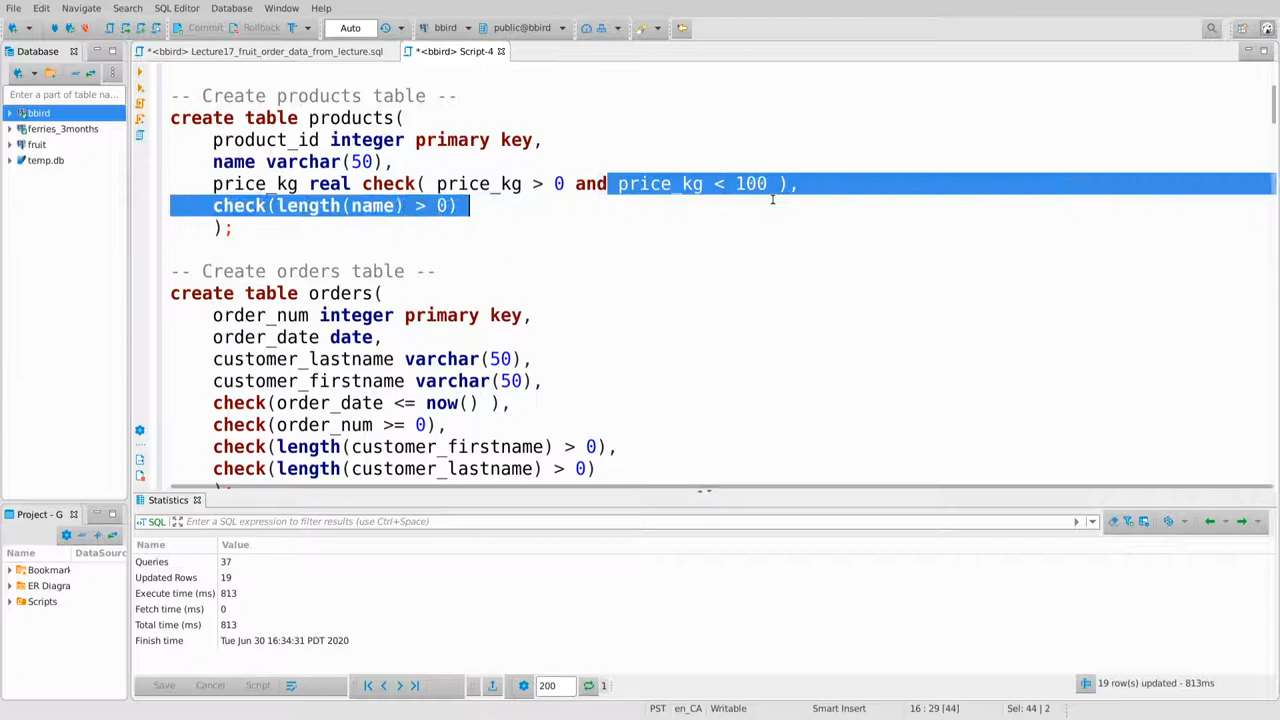 File Edit Navigate Search SQL Editor Database Window Help
Commit Rollback Auto bbird public@bbird
Database *<bbird> Lecture17_fruit_order_data_from_lecture.sql *<bbird> Script-4
Enter a part of table na...
bbird
ferries_3months
fruit
temp.db
-- Create products table --
create table products(
product_id integer primary key,
name varchar(50),
price_kg real check( price_kg > 0 and price_kg < 100 ),
check(length(name) > 0)
);
-- Create orders table --
create table orders(
order_num integer primary key,
order_date date,
customer_lastname varchar(50),
customer_firstname varchar(50),
check(order_date <= now() ),
check(order_num >= 0),
check(length(customer_firstname) > 0),
check(length(customer_lastname) > 0)
);
Project - G
Name DataSourc
Bookmark
ER Diagra
Scripts
Statistics
SQL Enter a SQL expression to filter results (use Ctrl+Space)
Name Value
Queries 37
Updated Rows 19
Execute time (ms) 813
Fetch time (ms) 0
Total time (ms) 813
Finish time Tue Jun 30 16:34:31 PDT 2020
Save Cancel Script 200 1 19 row(s) updated - 813ms
PST en_CA Writable Smart Insert 16 : 29 [44] Sel: 44 | 2